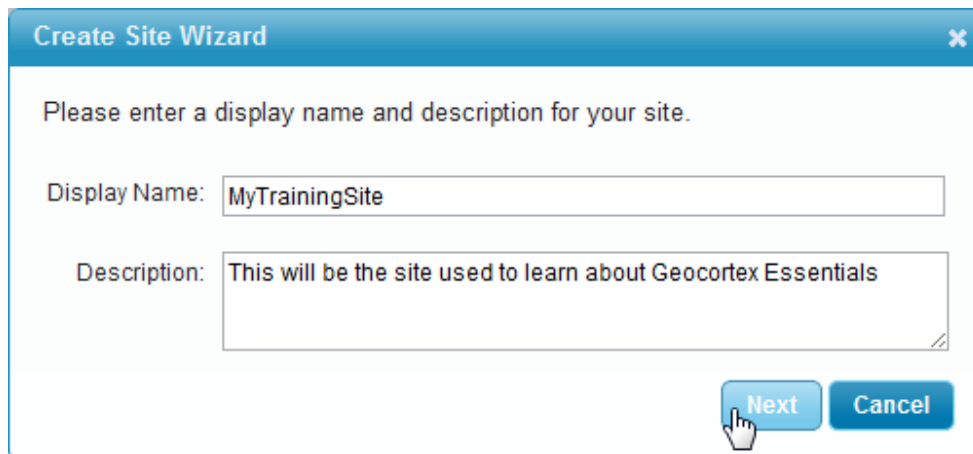 Create Site Wizard
Please enter a display name and description for your site.
Display Name: MyTrainingSite
Description: This will be the site used to learn about Geocortex Essentials
Next Cancel